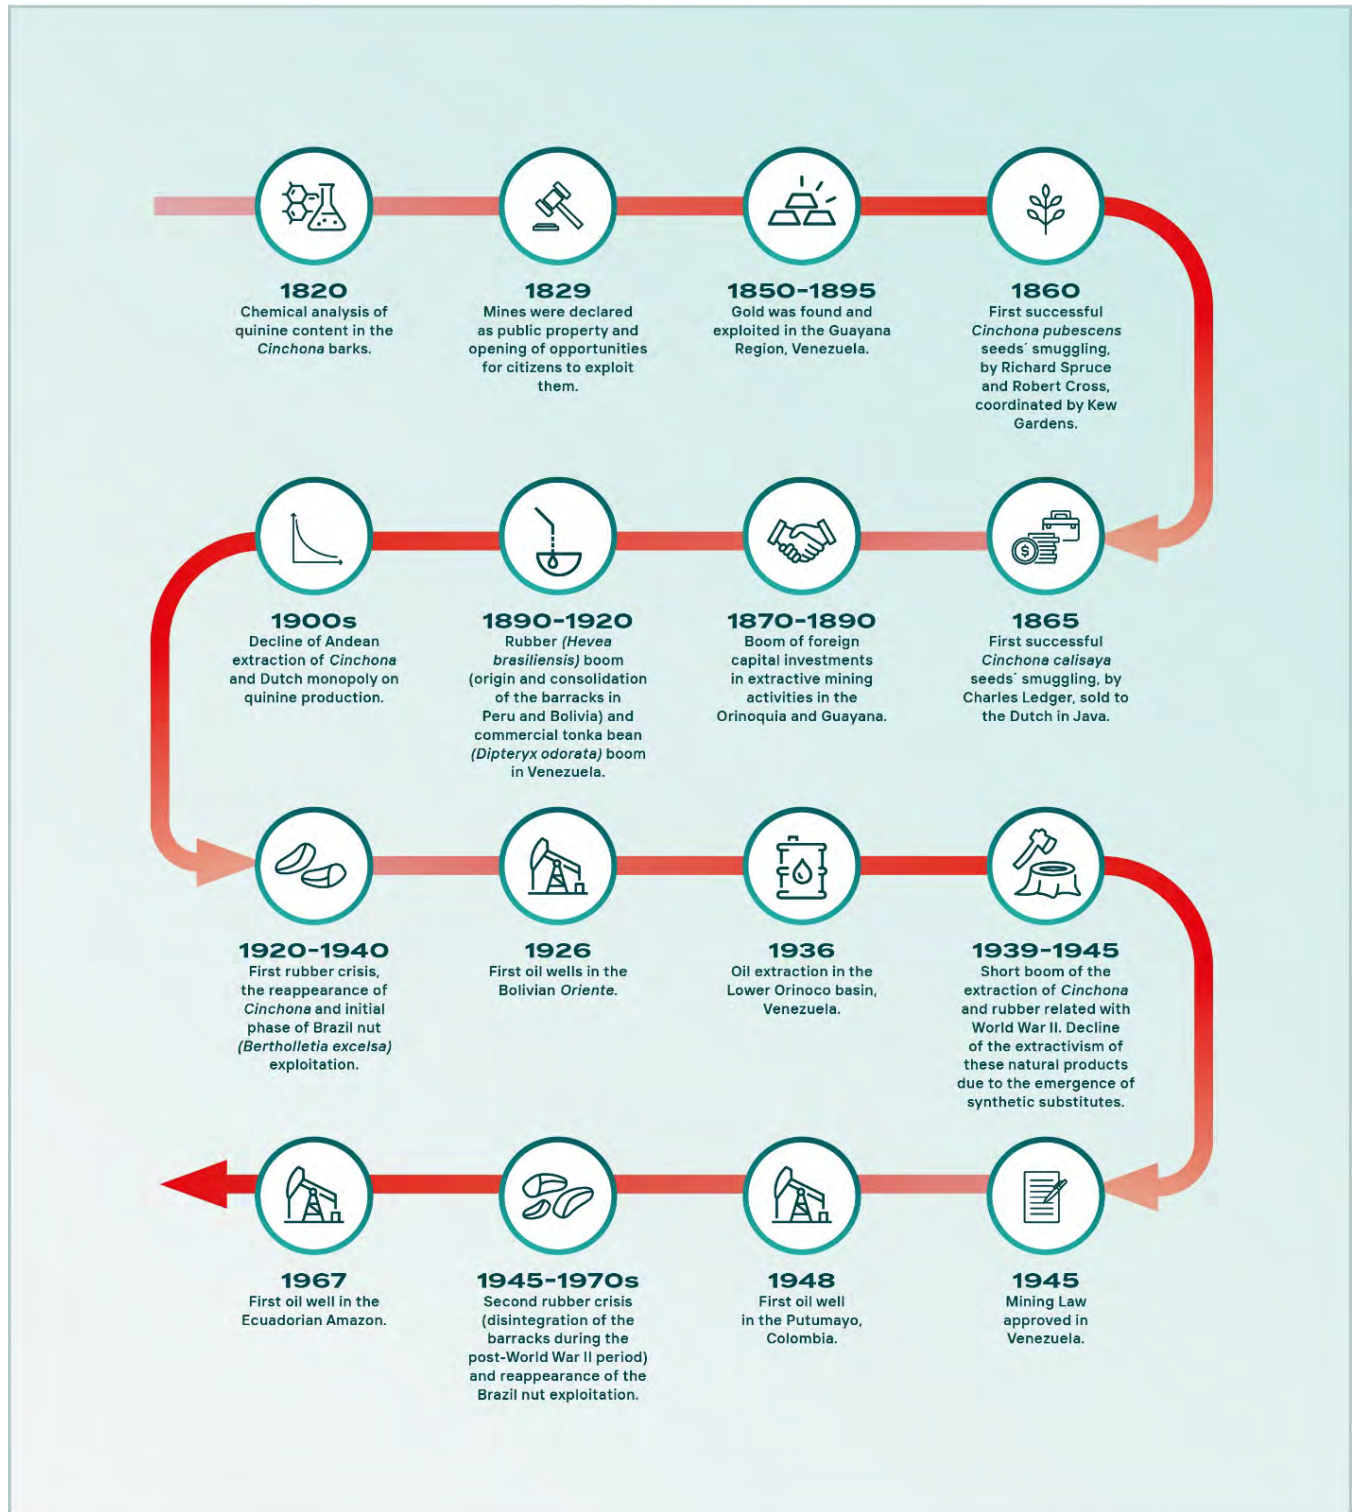 1820
Chemical analysis of
quinine content in the
Cinchona barks.
1829
Mines were declared
as public property and
opening of opportunities
for citizens to exploit
them.
1850-1895
Gold was found and
exploited in the Guayana
Region, Venezuela.
1860
First successful
Cinchona pubescens
seeds´ smuggling,
by Richard Spruce
and Robert Cross,
coordinated by Kew
Gardens.
$
1865
First successful
Cinchona calisaya
seeds´ smuggling, by
Charles Ledger, sold to
the Dutch in Java.
1870-1890
Boom of foreign
capital investments
in extractive mining
activities in the
Orinoquia and Guayana.
1890-1920
Rubber (Hevea
brasiliensis) boom
(origin and consolidation
of the barracks in
Peru and Bolivia) and
commercial tonka bean
(Dipteryx odorata) boom
in Venezuela.
1900s
Decline of Andean
extraction of Cinchona
and Dutch monopoly on
quinine production.
1920-1940
First rubber crisis,
the reappearance of
Cinchona and initial
phase of Brazil nut
(Bertholletia excelsa)
exploitation.
1926
First oil wells in the
Bolivian Oriente.
1936
Oil extraction in the
Lower Orinoco basin,
Venezuela.
1939-1945
Short boom of the
extraction of Cinchona
and rubber related with
World War II. Decline
of the extractivism of
these natural products
due to the emergence of
synthetic substitutes.
1945
Mining Law
approved in
Venezuela.
1948
First oil well
in the Putumayo,
Colombia.
1945-1970s
Second rubber crisis
(disintegration of the
barracks during the
post-World War II period)
and reappearance of the
Brazil nut exploitation.
1967
First oil well in the
Ecuadorian Amazon.